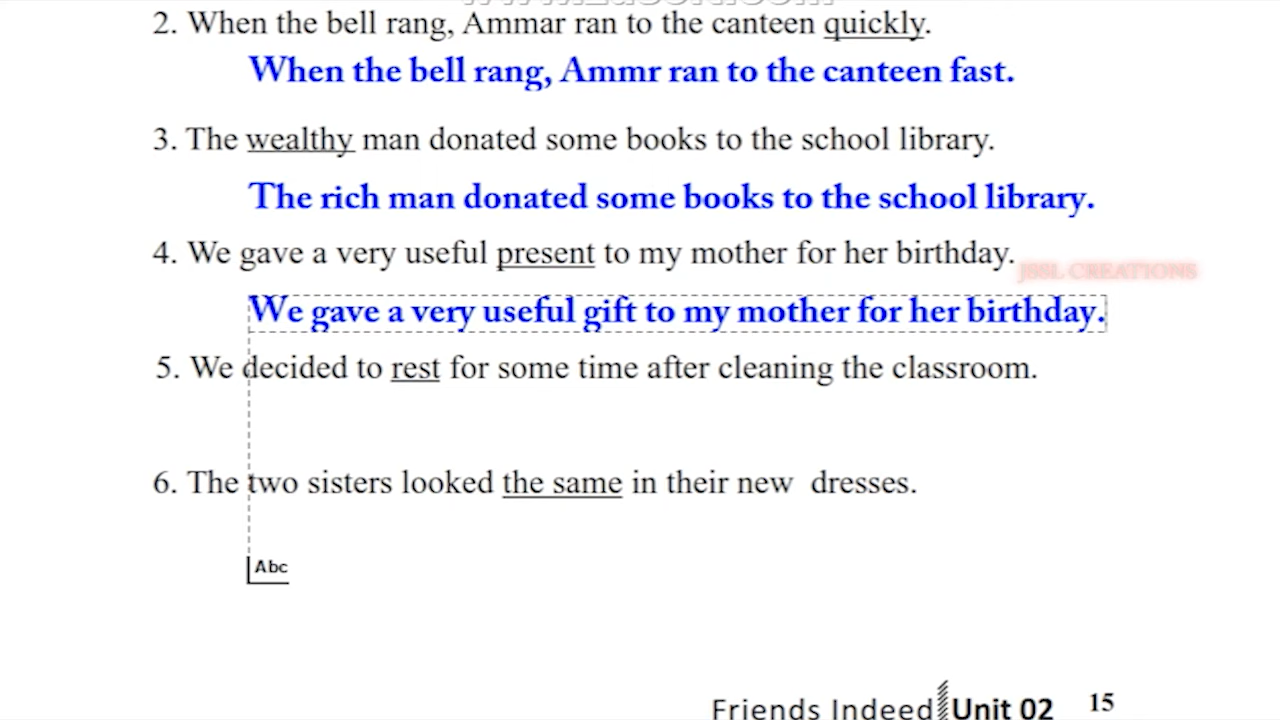 2. When the bell rang, Ammar ran to the canteen quickly.
When the bell rang, Ammr ran to the canteen fast.
3. The wealthy man donated some books to the school library.
The rich man donated some books to the school library.
4. We gave a very useful present to my mother for her birthday.
JSSL CREATIONS
We gave a very useful gift to my mother for her birthday.
5. We decided to rest for some time after cleaning the classroom.
6. The two sisters looked the same in their new dresses.
Abc
Friends Indeed Unit 02 15